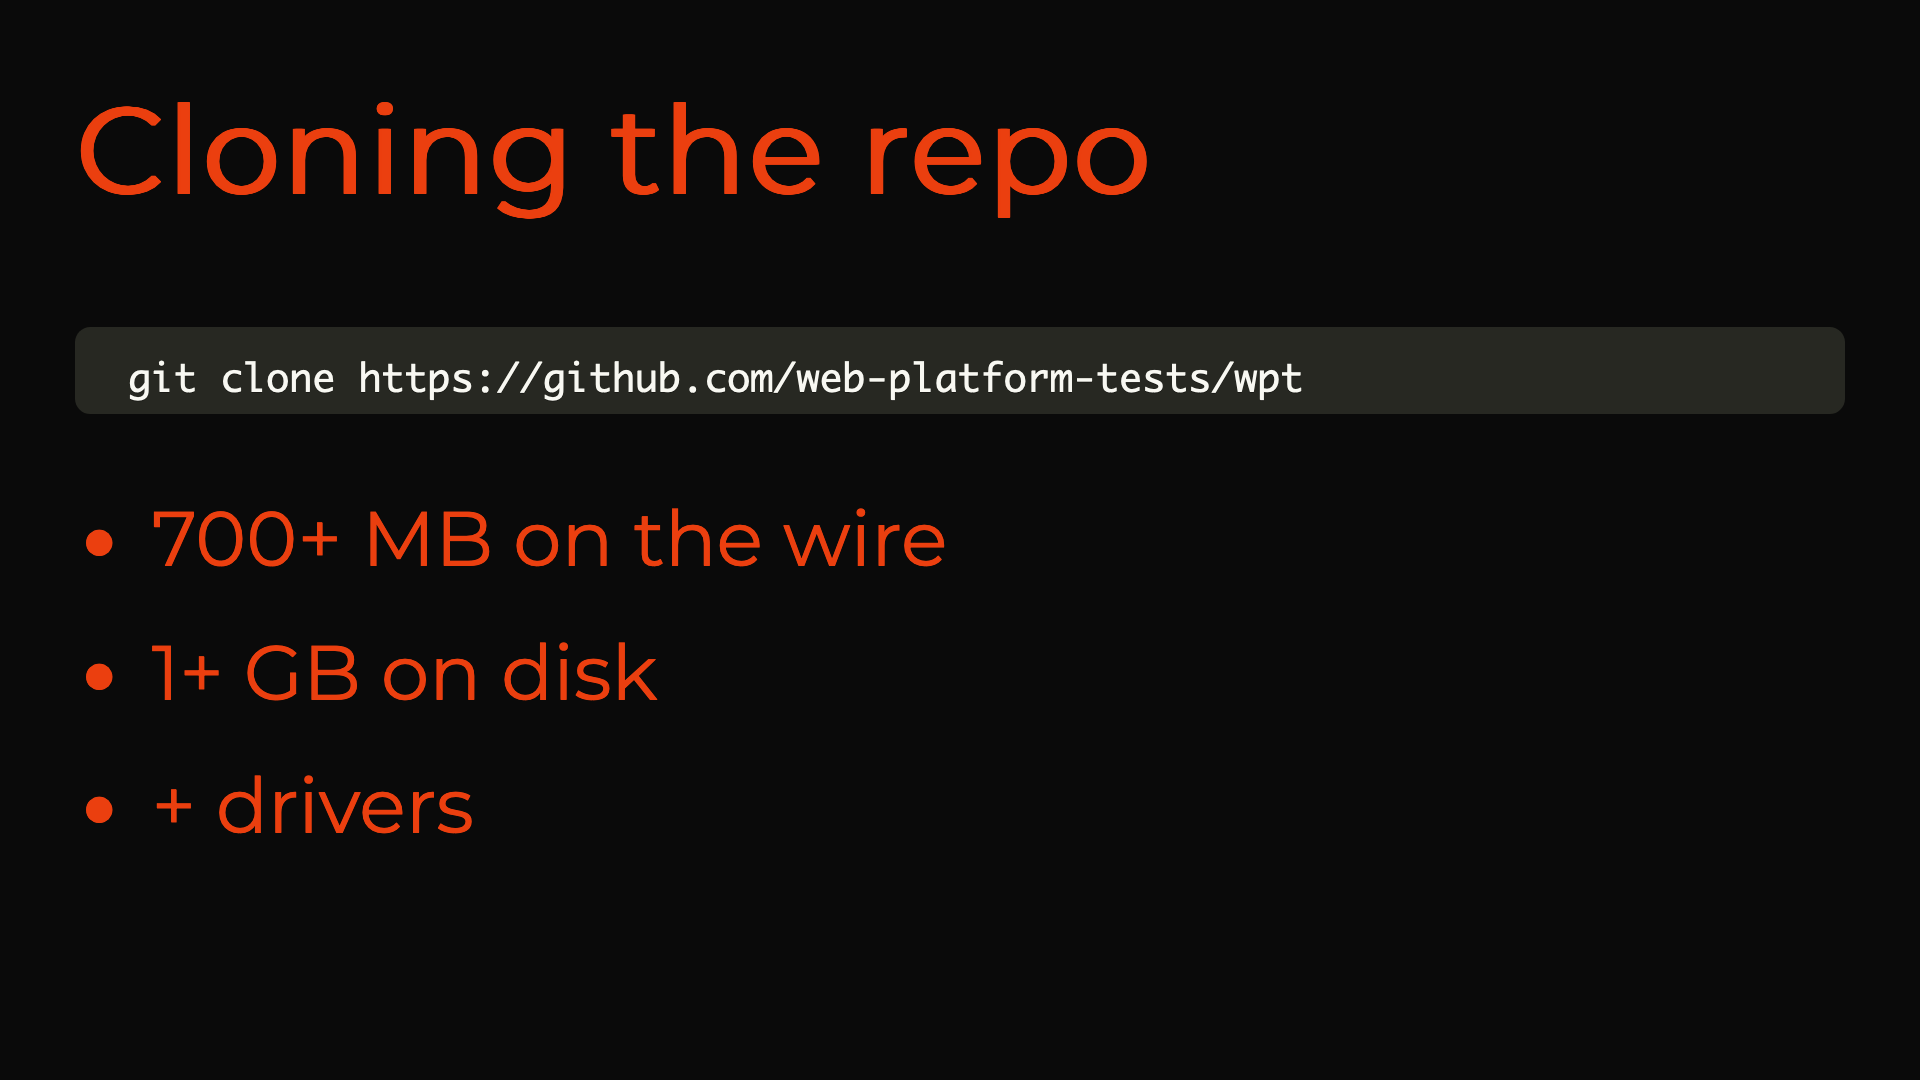 Cloning the repo
git clone https://github.com/web-platform-tests/wpt
• 700+ MB on the wire
• 1+ GB on disk
• + drivers